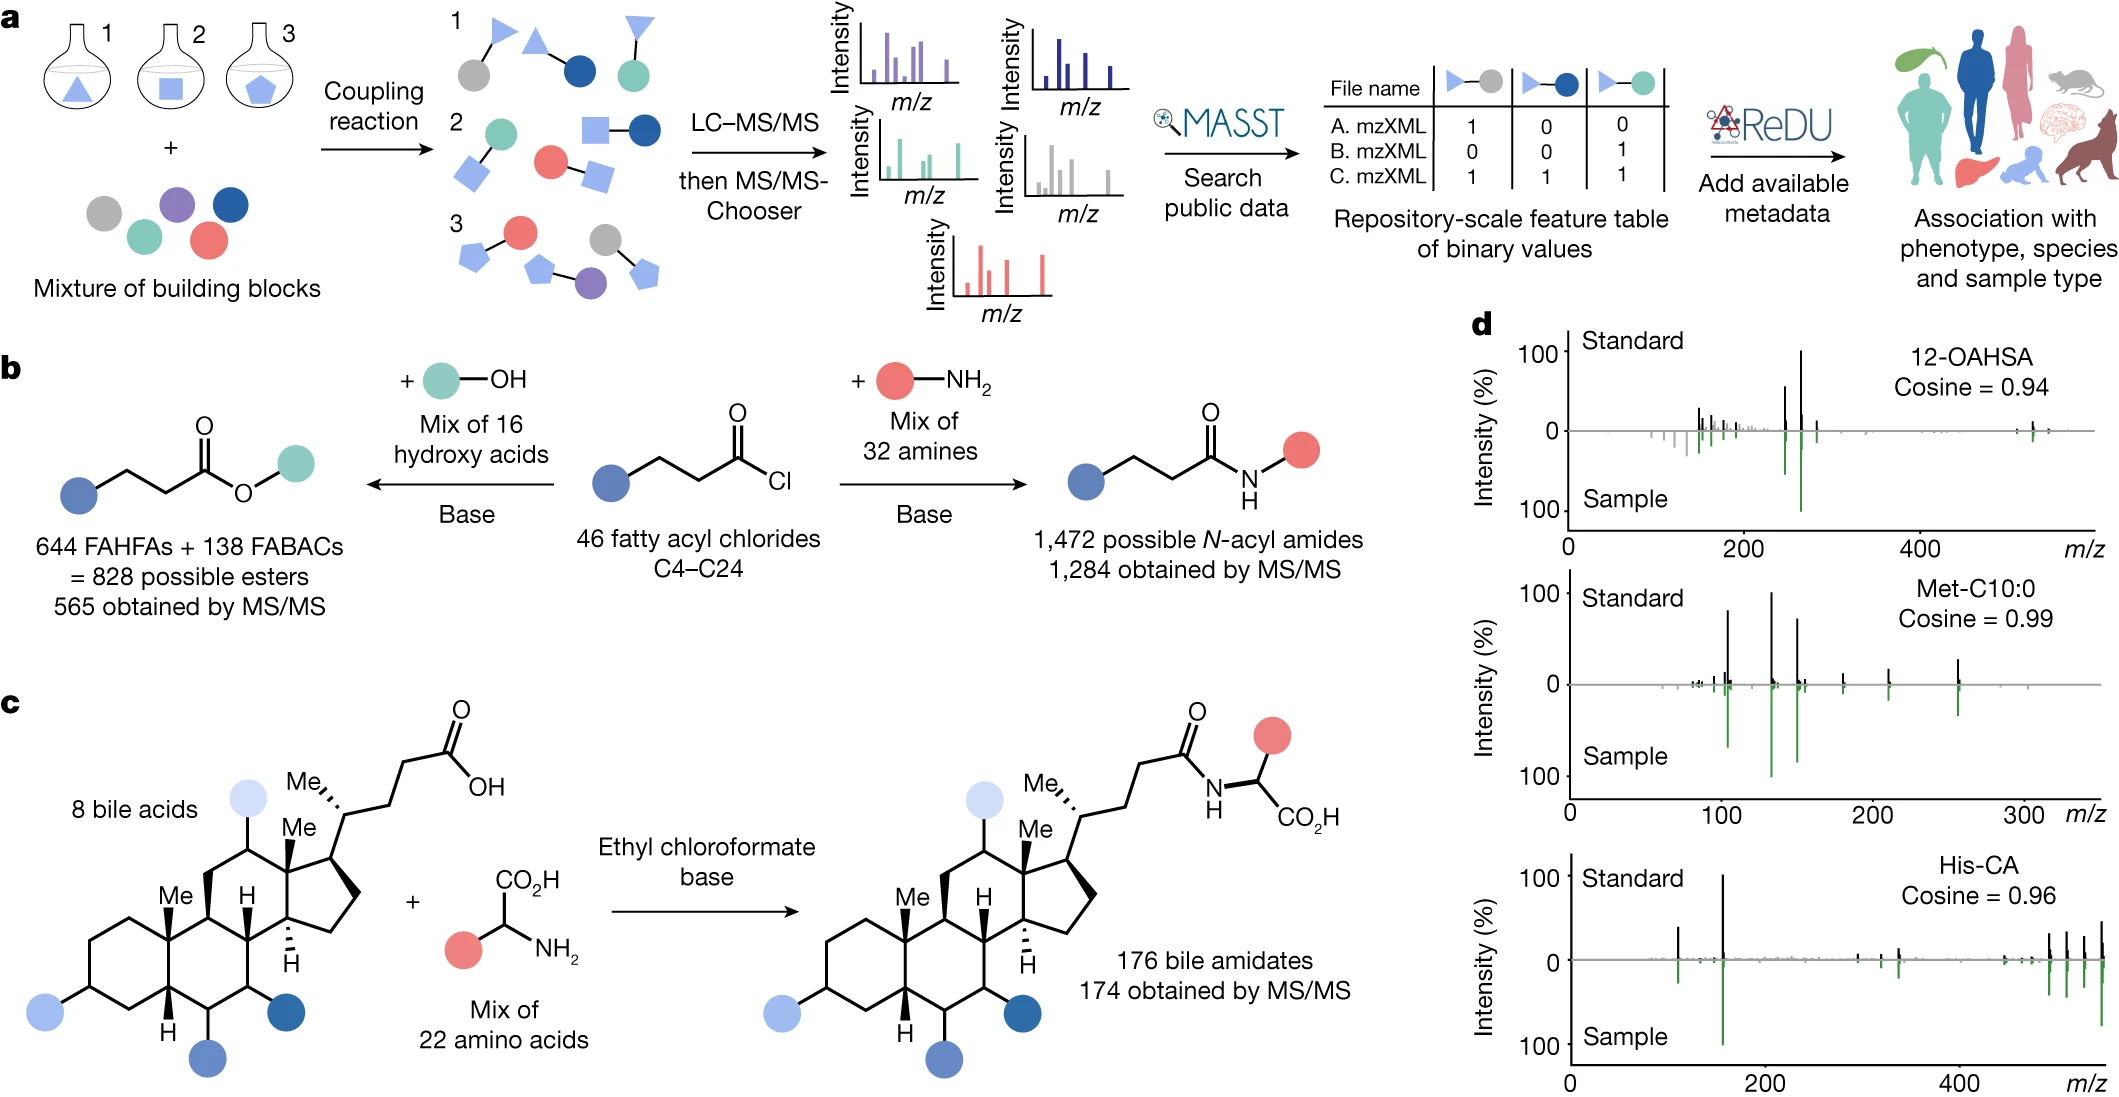 a
1
2
3
+
Mixture of building blocks
Coupling
reaction
1
2
3
LC–MS/MS
then MS/MS-
Chooser
Intensity
m/z
Intensity
m/z
Intensity
m/z
Intensity
m/z
Intensity
m/z
MASST
Search
public data
File name
A. mzXML 1 0 0
B. mzXML 0 0 1
C. mzXML 1 1 1
Repository-scale feature table
of binary values
ReDU
Add available
metadata
Association with
phenotype, species
and sample type
b
O
O
644 FAHFAs + 138 FABACs
= 828 possible esters
565 obtained by MS/MS
+ OH
Mix of 16
hydroxy acids
Base
O
Cl
46 fatty acyl chlorides
C4–C24
+ NH2
Mix of
32 amines
Base
O
N
H
1,472 possible N-acyl amides
1,284 obtained by MS/MS
c
8 bile acids
O
OH
Me
Me
Me
H
H
H
+
CO2H
NH2
Mix of
22 amino acids
Ethyl chloroformate
base
O
N
H
CO2H
Me
Me
Me
H
H
H
176 bile amidates
174 obtained by MS/MS
d
Intensity (%)
100
0
100
Standard
Sample
12-OAHSA
Cosine = 0.94
0 200 400 m/z
Intensity (%)
100
0
100
Standard
Sample
Met-C10:0
Cosine = 0.99
0 100 200 300 m/z
Intensity (%)
100
0
100
Standard
Sample
His-CA
Cosine = 0.96
0 200 400 m/z